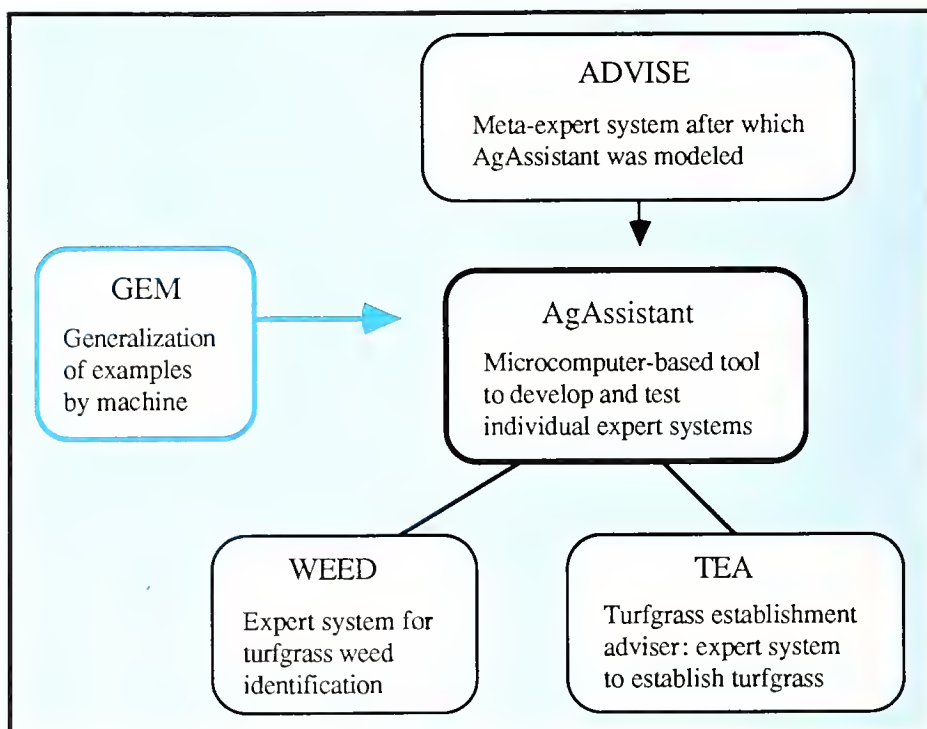 ADVISE
Meta-expert system after which
AgAssistant was modeled
GEM
Generalization
of examples
by machine
AgAssistant
Microcomputer-based tool
to develop and test
individual expert systems
WEED
Expert system for
turfgrass weed
identification
TEA
Turfgrass establishment
adviser: expert system
to establish turfgrass